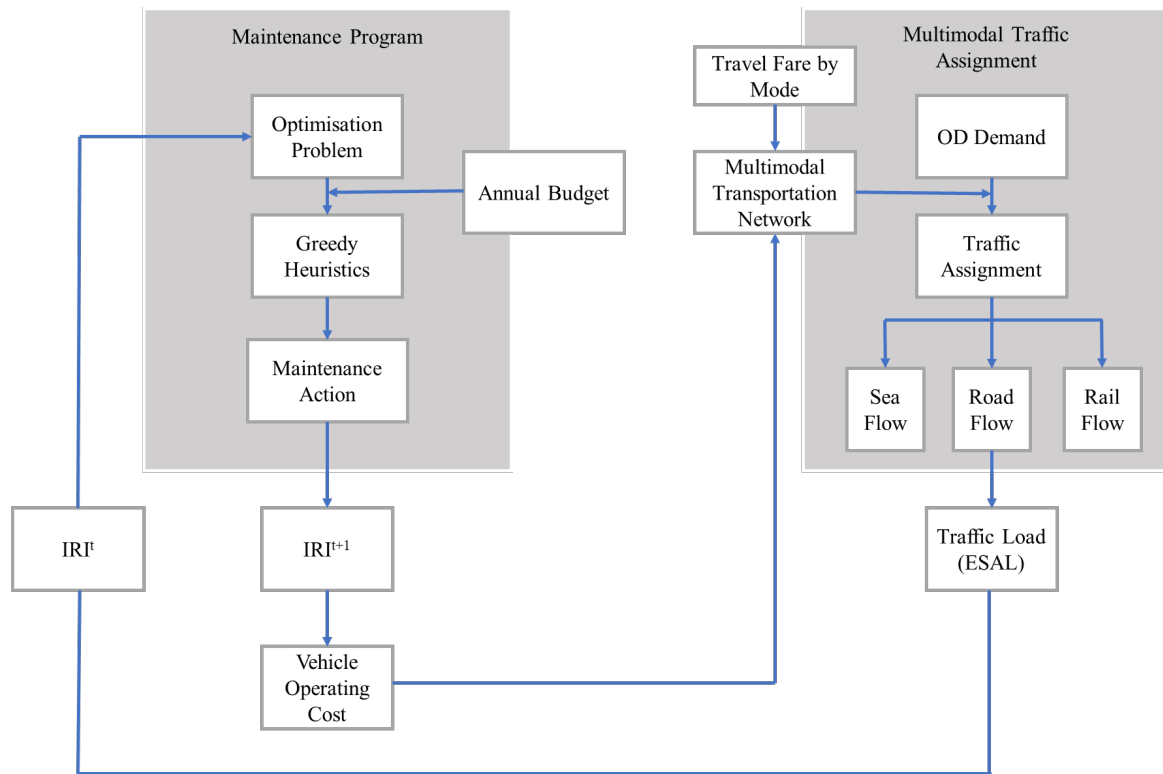 Maintenance Program
Optimisation
Problem
Annual Budget
Greedy
Heuristics
Maintenance
Action
IRIᵗ
IRIᵗ⁺¹
Vehicle
Operating
Cost
Travel Fare by
Mode
Multimodal
Transportation
Network
Multimodal Traffic
Assignment
OD Demand
Traffic
Assignment
Sea
Flow
Road
Flow
Rail
Flow
Traffic Load
(ESAL)